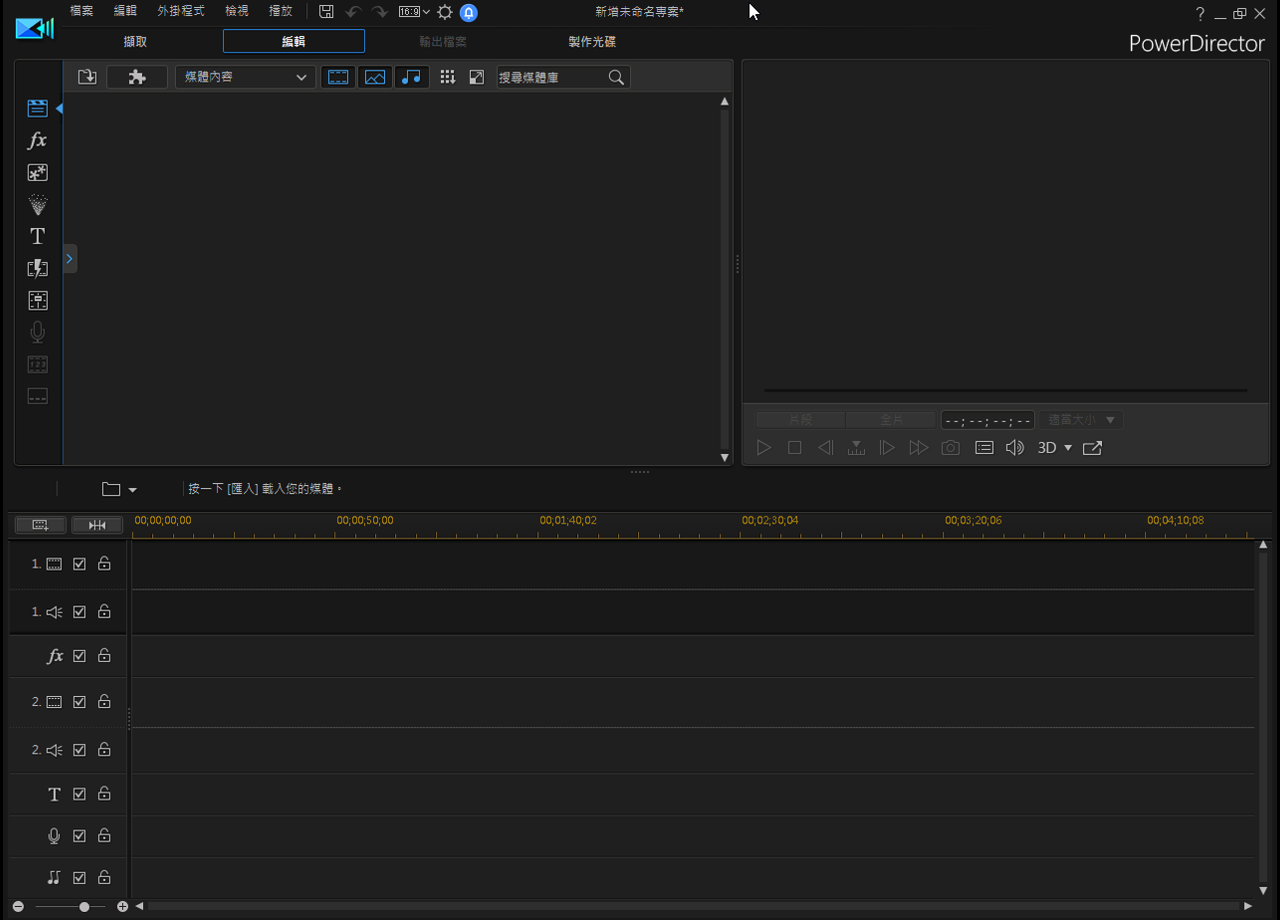 檔案 編輯 外掛程式 檢視 播放 16:9 新增未命名專案* ?
擷取 編輯 輸出檔案 製作光碟 PowerDirector
媒體內容 搜尋媒體庫
fx
T
1 2 3
片段 全片 --;--;--;-- 適當大小
3D
按一下 [匯入] 載入您的媒體。
00;00;00;00 00;00;50;00 00;01;40;02 00;02;30;04 00;03;20;06 00;04;10;08
1.
1.
fx
2.
2.
T